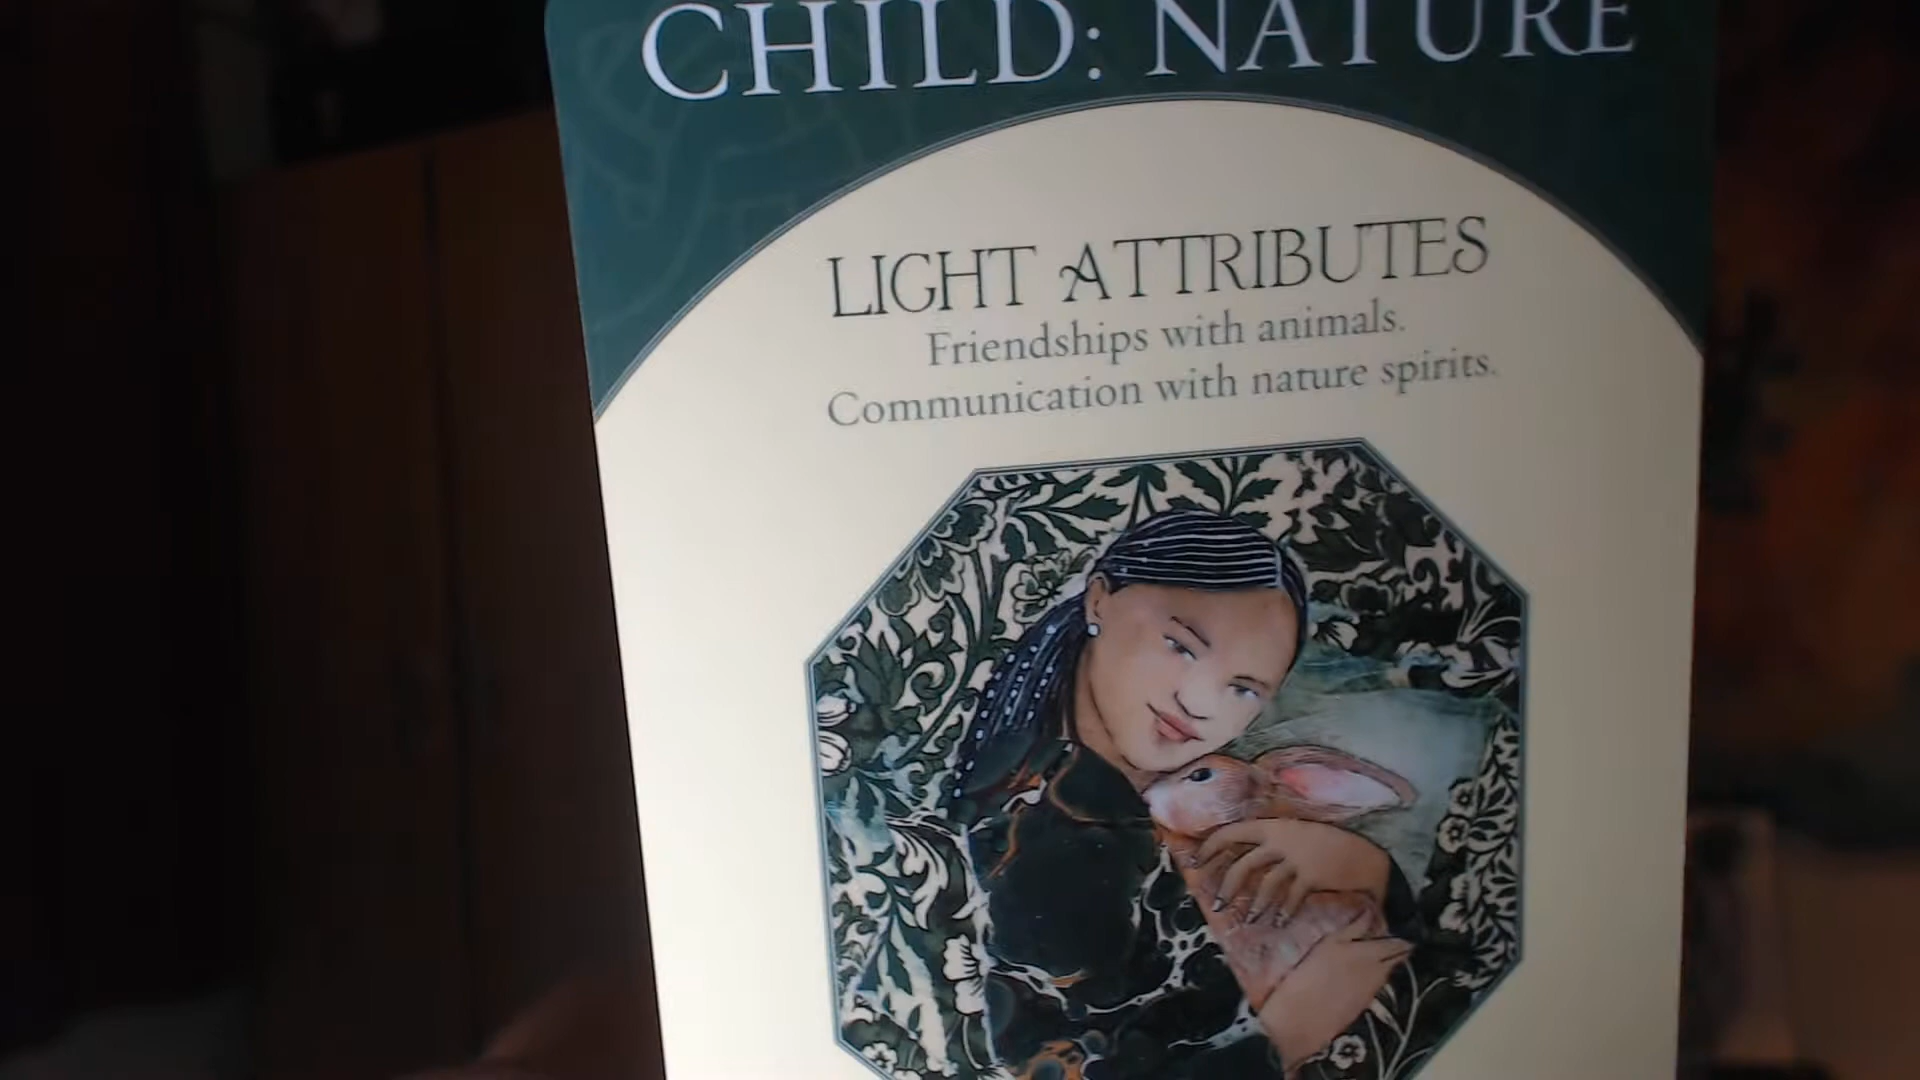 CHILD: NATURE
LIGHT ATTRIBUTES
Friendships with animals.
Communication with nature spirits.